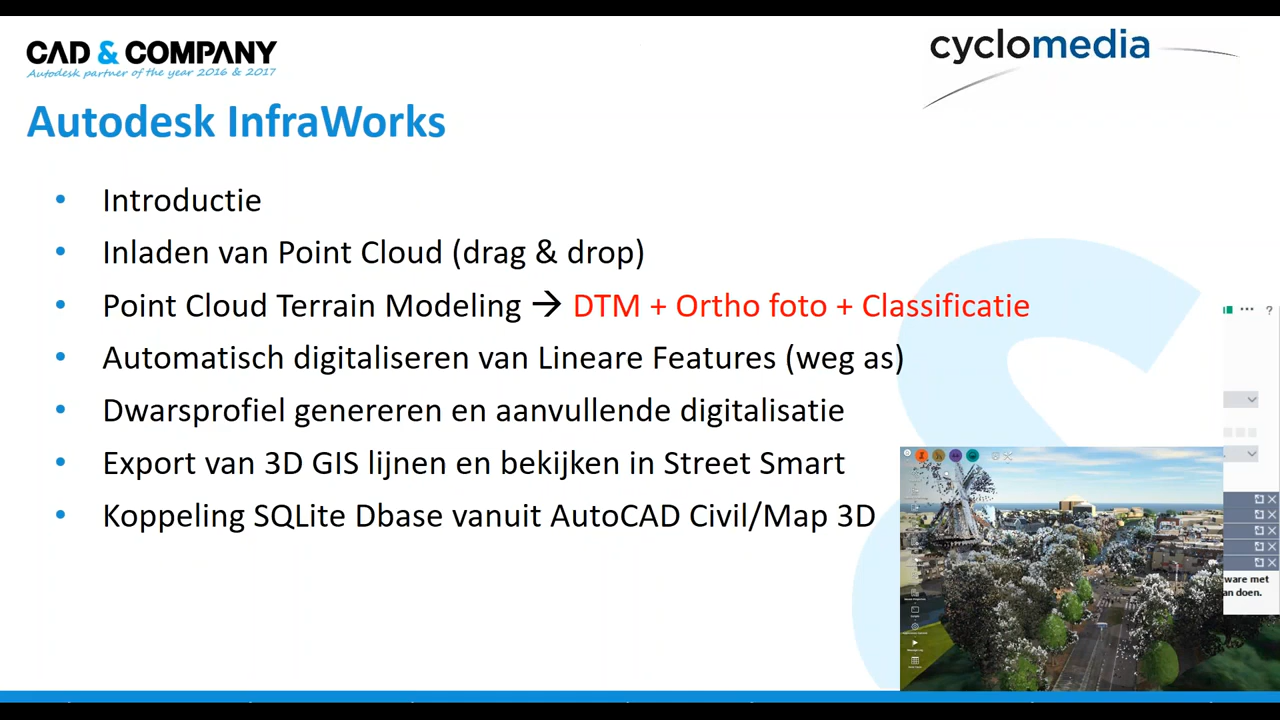 CAD & COMPANY
Autodesk partner of the year 2016 & 2017
cyclomedia
Autodesk InfraWorks
• Introductie
• Inladen van Point Cloud (drag & drop)
• Point Cloud Terrain Modeling → DTM + Ortho foto + Classificatie
• Automatisch digitaliseren van Lineare Features (weg as)
• Dwarsprofiel genereren en aanvullende digitalisatie
• Export van 3D GIS lijnen en bekijken in Street Smart
• Koppeling SQLite Dbase vanuit AutoCAD Civil/Map 3D
... ?
ware met
an doen.